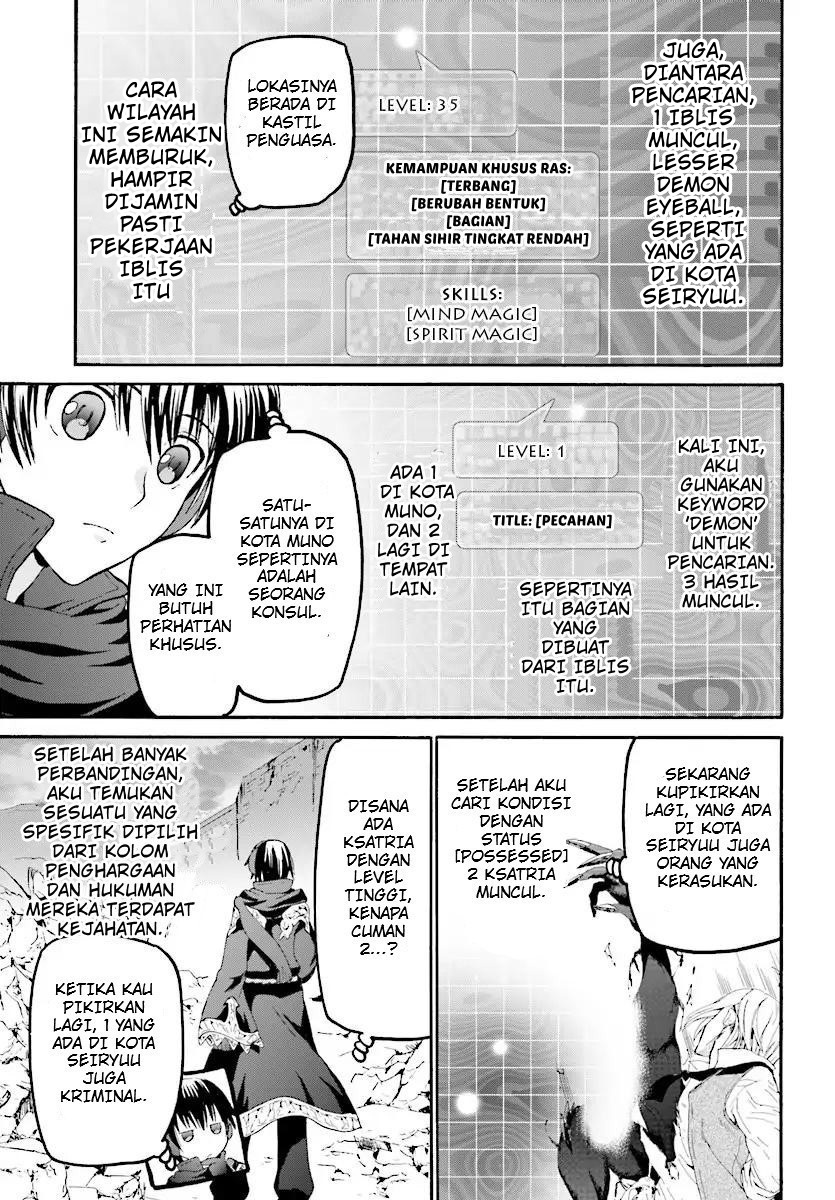 JUGA,
DIANTARA
PENCARIAN,
1 IBLIS
MUNCUL,
LESSER
DEMON
EYEBALL,
SEPERTI
YANG ADA
DI KOTA
SEIRYUU.
LEVEL: 35
KEMAMPUAN KHUSUS RAS:
[TERBANG]
[BERUBAH BENTUK]
[BAGIAN]
[TAHAN SIHIR TINGKAT RENDAH]
SKILLS:
[MIND MAGIC]
[SPIRIT MAGIC]
LOKASINYA
BERADA DI
KASTIL
PENGUASA.
CARA
WILAYAH
INI SEMAKIN
MEMBURUK,
HAMPIR
DIJAMIN
PASTI
PEKERJAAN
IBLIS
ITU
KALI INI,
AKU
GUNAKAN
KEYWORD
'DEMON'
UNTUK
PENCARIAN.
3 HASIL
MUNCUL.
LEVEL: 1
TITLE: [PECAHAN]
SEPERTINYA
ITU BAGIAN
YANG
DIBUAT
DARI IBLIS
ITU.
ADA 1
DI KOTA
MUNO,
DAN 2
LAGI DI
TEMPAT
LAIN.
SATU-
SATUNYA DI
KOTA MUNO
SEPERTINYA
ADALAH
SEORANG
KONSUL.
YANG INI
BUTUH
PERHATIAN
KHUSUS.
SEKARANG
KUPIKIRKAN
LAGI, YANG ADA
DI KOTA
SEIRYUU JUGA
ORANG YANG
KERASUKAN.
SETELAH AKU
CARI KONDISI
DENGAN
STATUS
[POSSESSED]
2 KSATRIA
MUNCUL.
DISANA
ADA
KSATRIA
DENGAN
LEVEL
TINGGI,
KENAPA
CUMAN
2...?
SETELAH BANYAK
PERBANDINGAN,
AKU TEMUKAN
SESUATU YANG
SPESIFIK DIPILIH
DARI KOLOM
PENGHARGAAN
DAN HUKUMAN
MEREKA TERDAPAT
KEJAHATAN.
KETIKA KAU
PIKIRKAN
LAGI, 1 YANG
ADA DI KOTA
SEIRYUU
JUGA
KRIMINAL.